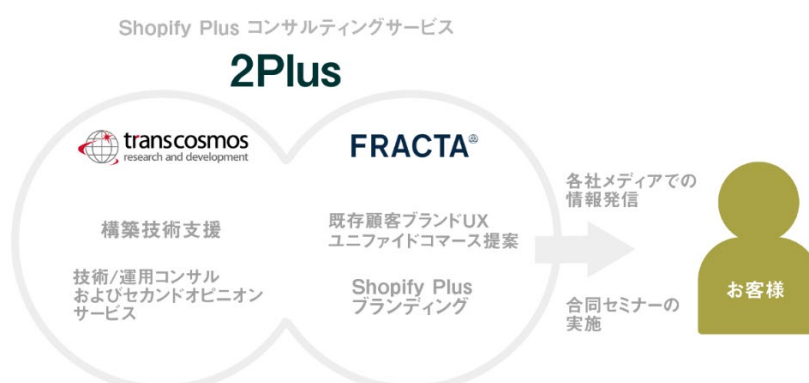 Shopify Plus コンサルティングサービス
2Plus
transcosmos
research and development
構築技術支援
技術/運用コンサル
およびセカンドオピニオン
サービス
FRACTA®
既存顧客ブランドUX
ユニファイドコマース提案
Shopify Plus
ブランディング
各社メディアでの
情報発信
合同セミナーの
実施
お客様